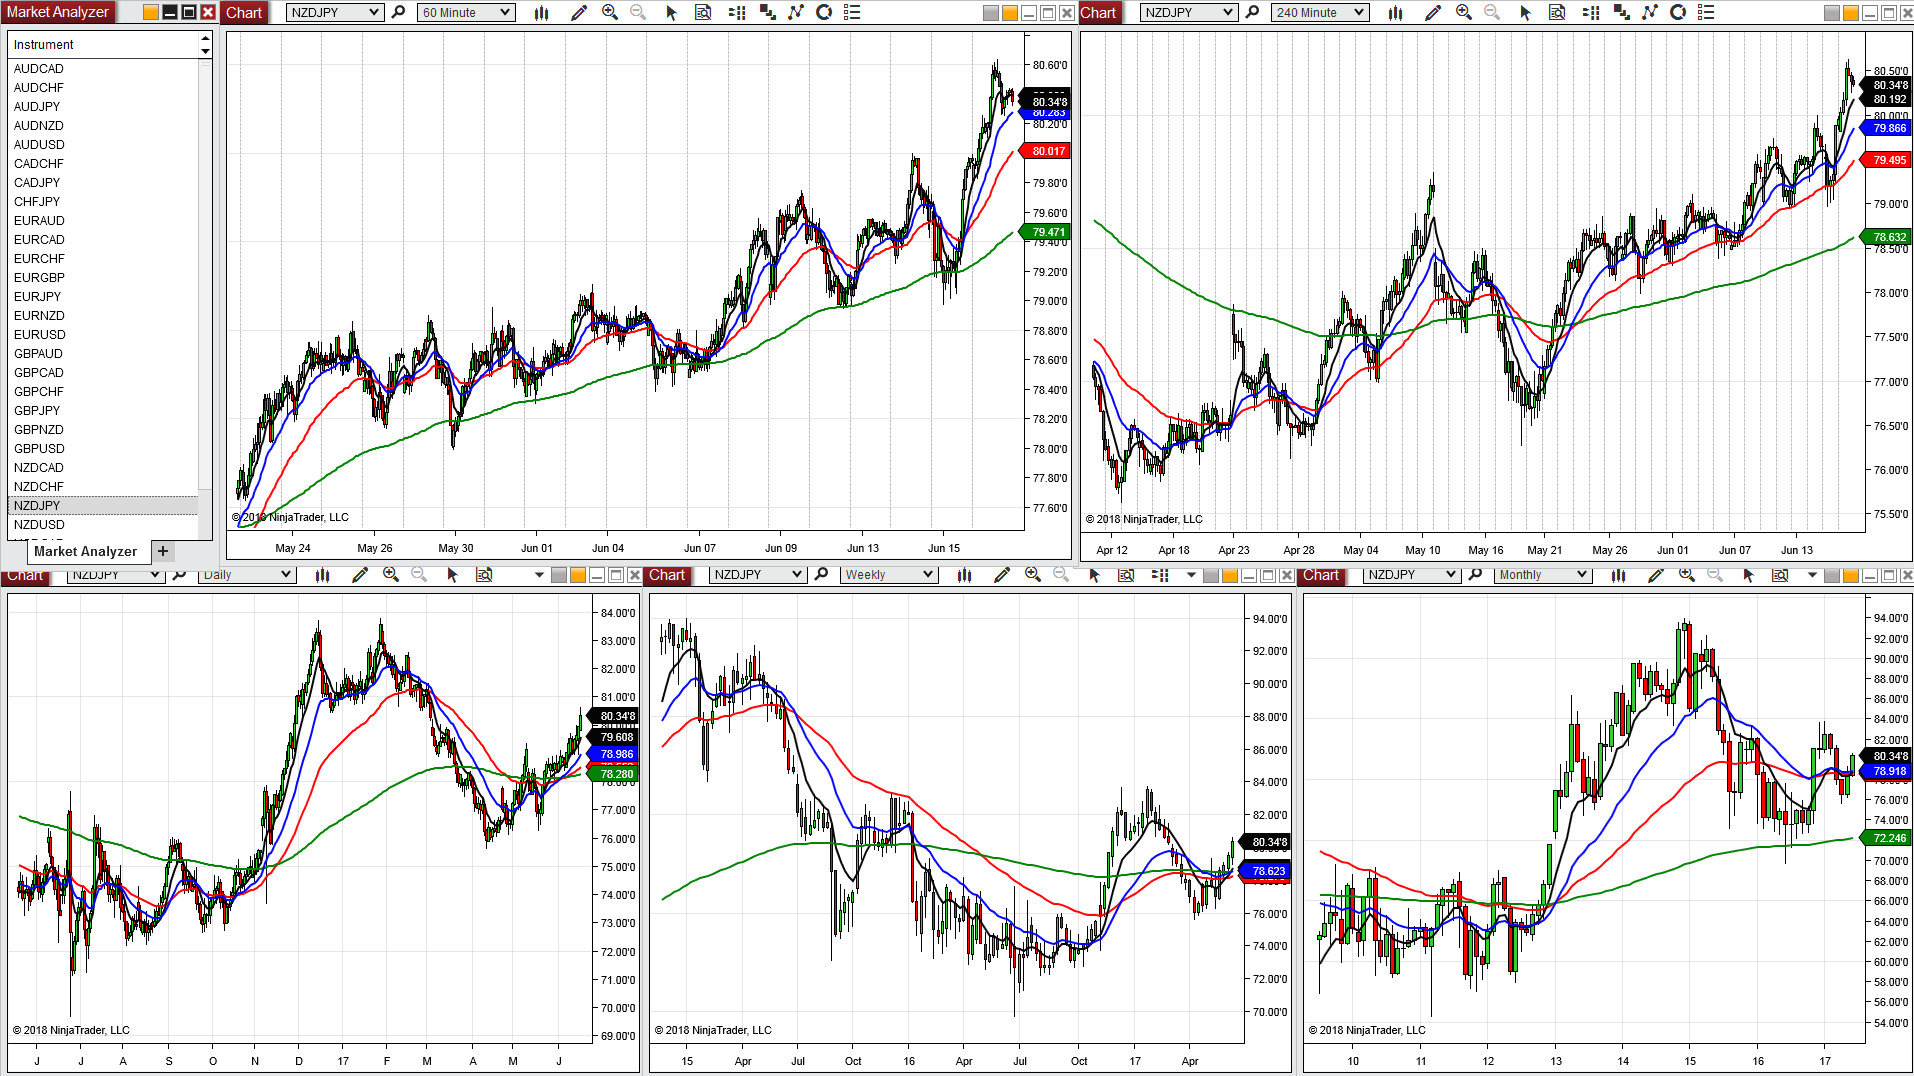 Market Analyzer
Instrument
AUDCAD
AUDCHF
AUDJPY
AUDNZD
AUDUSD
CADCHF
CADJPY
CHFJPY
EURAUD
EURCAD
EURCHF
EURGBP
EURJPY
EURNZD
EURUSD
GBPAUD
GBPCAD
GBPCHF
GBPJPY
GBPNZD
GBPUSD
NZDCAD
NZDCHF
NZDJPY
NZDUSD
Market Analyzer +
Chart NZDJPY 60 Minute
80.60'0
80.34'8
80.283
80.20'0
80.017
79.80'0
79.60'0
79.471
79.40'0
79.20'0
79.00'0
78.80'0
78.60'0
78.40'0
78.20'0
78.00'0
77.80'0
77.60'0
© 2018 NinjaTrader, LLC
May 24 May 26 May 30 Jun 01 Jun 04 Jun 07 Jun 09 Jun 13 Jun 15
Chart NZDJPY 240 Minute
80.50'0
80.34'8
80.192
80.00'0
79.866
79.495
79.00'0
78.632
78.50'0
78.00'0
77.50'0
77.00'0
76.50'0
76.00'0
75.50'0
© 2018 NinjaTrader, LLC
Apr 12 Apr 18 Apr 23 Apr 28 May 04 May 10 May 16 May 21 May 26 Jun 01 Jun 07 Jun 13
Chart NZDJPY Daily
84.00'0
83.00'0
82.00'0
81.00'0
80.34'8
79.608
78.986
78.280
77.00'0
76.00'0
75.00'0
74.00'0
73.00'0
72.00'0
71.00'0
70.00'0
69.00'0
© 2018 NinjaTrader, LLC
J J A S O N D 17 F M A M J
Chart NZDJPY Weekly
94.00'0
92.00'0
90.00'0
88.00'0
86.00'0
84.00'0
82.00'0
80.34'8
78.623
76.00'0
74.00'0
72.00'0
70.00'0
© 2018 NinjaTrader, LLC
15 Apr Jul Oct 16 Apr Jul Oct 17 Apr
Chart NZDJPY Monthly
94.00'0
92.00'0
90.00'0
88.00'0
86.00'0
84.00'0
82.00'0
80.34'8
78.918
76.00'0
74.00'0
72.246
70.00'0
68.00'0
66.00'0
64.00'0
62.00'0
60.00'0
58.00'0
56.00'0
54.00'0
© 2018 NinjaTrader, LLC
10 11 12 13 14 15 16 17